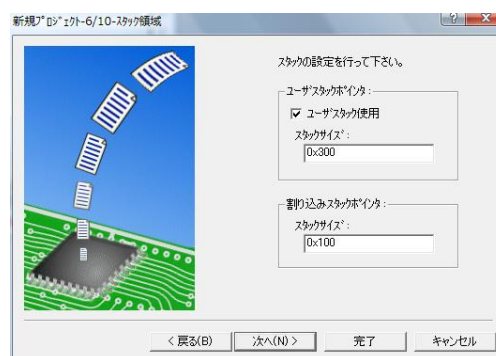 新規ﾌﾟﾛｼﾞｪｸﾄ-6/10-ｽﾀｯｸ領域
ｽﾀｯｸの設定を行って下さい。
ﾕｰｻﾞｽﾀｯｸﾎﾟｲﾝﾀ :
ﾕｰｻﾞｽﾀｯｸ使用
ｽﾀｯｸｻｲｽﾞ :
0x300
割り込みｽﾀｯｸﾎﾟｲﾝﾀ :
ｽﾀｯｸｻｲｽﾞ :
0x100
< 戻る(B)
次へ(N) >
完了
ｷｬﾝｾﾙ